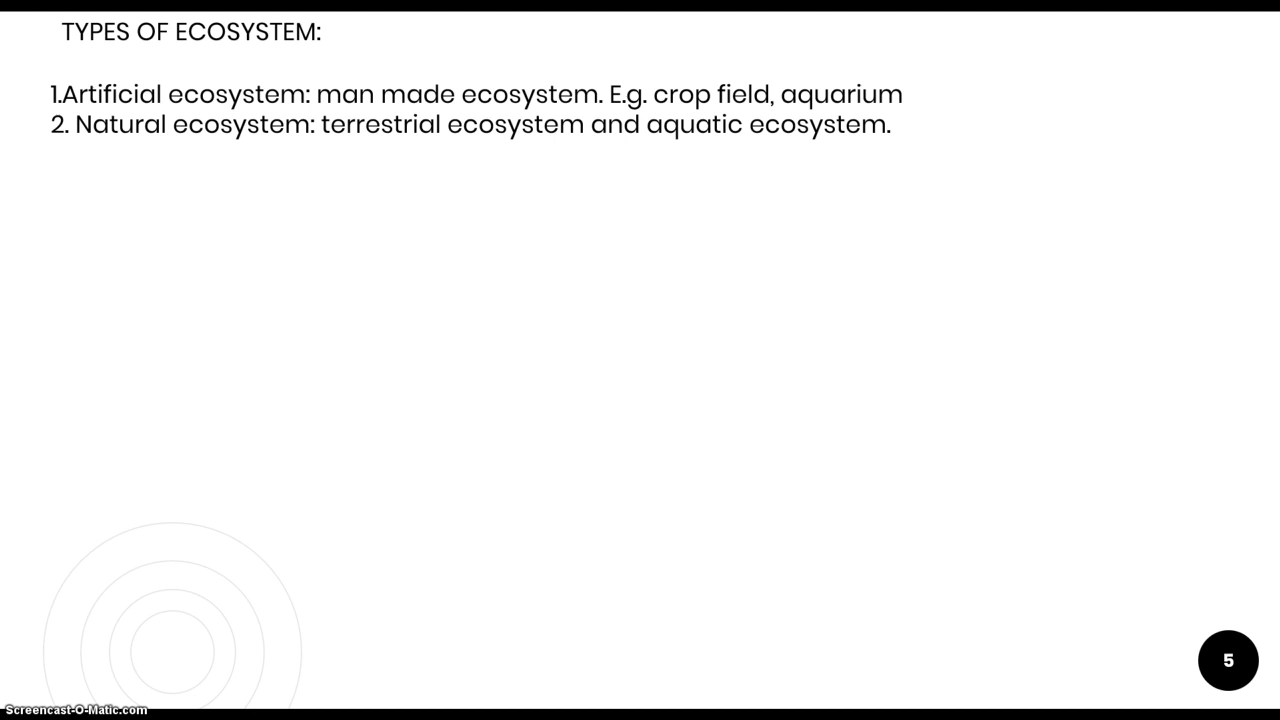 TYPES OF ECOSYSTEM:
1.Artificial ecosystem: man made ecosystem. E.g. crop field, aquarium
2. Natural ecosystem: terrestrial ecosystem and aquatic ecosystem.
5
Screencast-O-Matic.com